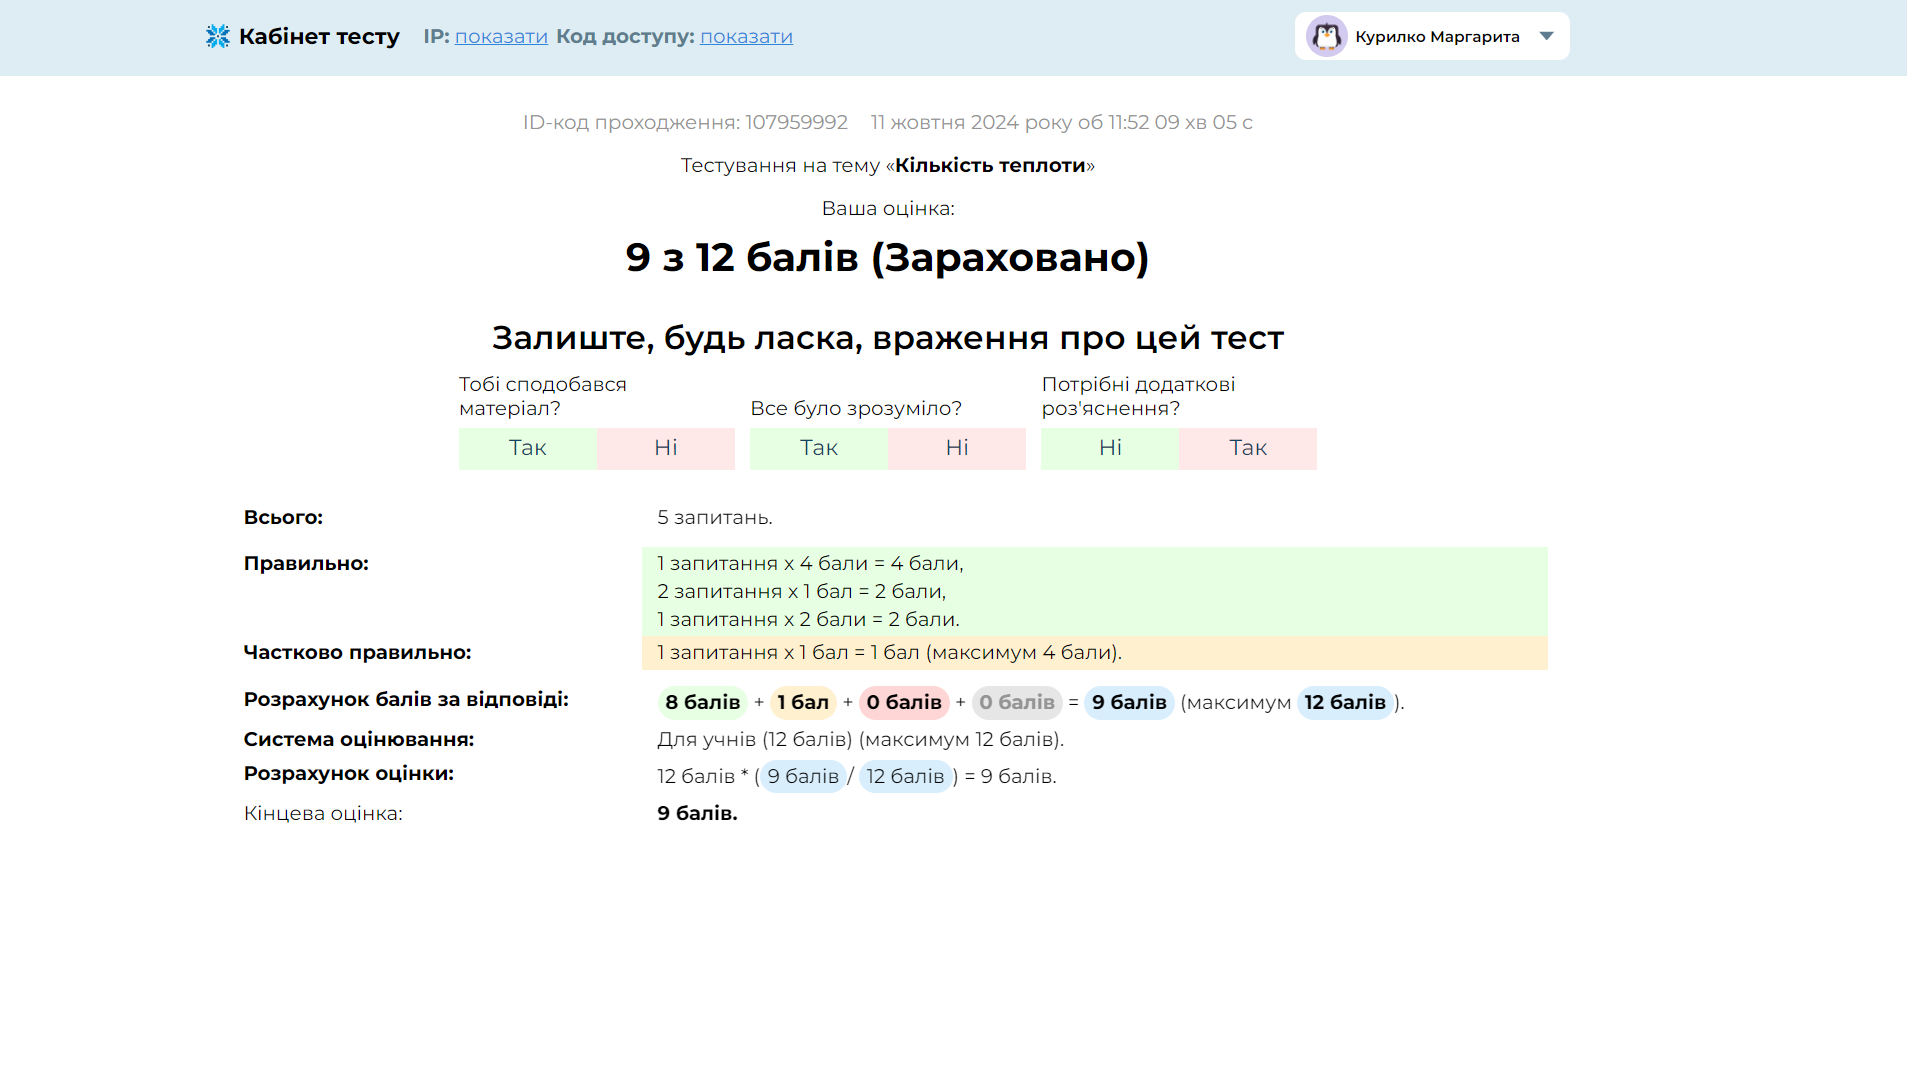 Кабінет тесту IP: показати Код доступу: показати
Курилко Маргарита
ID-код проходження: 107959992 11 жовтня 2024 року об 11:52 09 хв 05 с
Тестування на тему «Кількість теплоти»
Ваша оцінка:
9 з 12 балів (Зараховано)
Залиште, будь ласка, враження про цей тест
Тобі сподобався
матеріал?
Так Ні
Все було зрозуміло?
Так Ні
Потрібні додаткові
роз'яснення?
Ні Так
Всього: 5 запитань.
Правильно: 1 запитання x 4 бали = 4 бали,
2 запитання x 1 бал = 2 бали,
1 запитання x 2 бали = 2 бали.
Частково правильно: 1 запитання x 1 бал = 1 бал (максимум 4 бали).
Розрахунок балів за відповіді: 8 балів + 1 бал + 0 балів + 0 балів = 9 балів (максимум 12 балів ).
Система оцінювання: Для учнів (12 балів) (максимум 12 балів).
Розрахунок оцінки: 12 балів * ( 9 балів / 12 балів ) = 9 балів.
Кінцева оцінка: 9 балів.